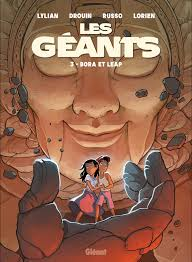 LYLIAN DROUIN RUSSO LORIEN
LES
GÉANTS
3 • BORA ET LEAP
Glénat